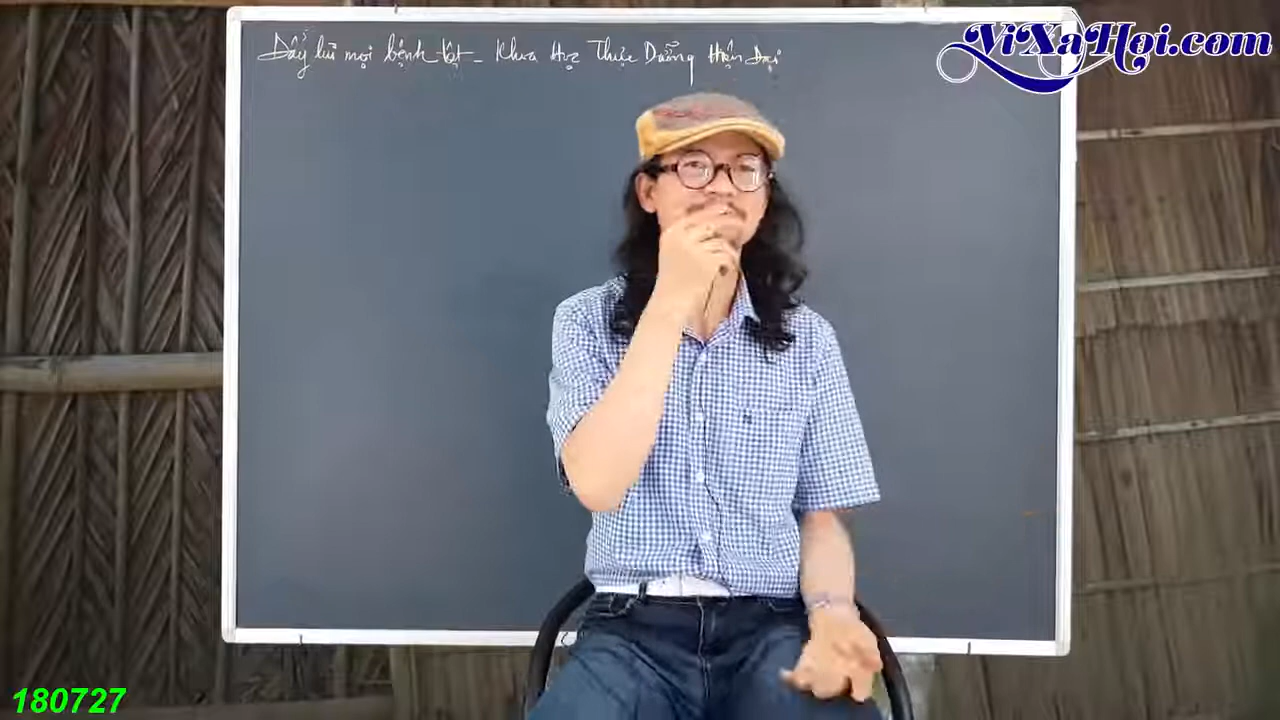 ViXaHoi.com
Đẩy lùi mọi bệnh tật - Khoa Học Thực Dưỡng Hiện Đại
180727